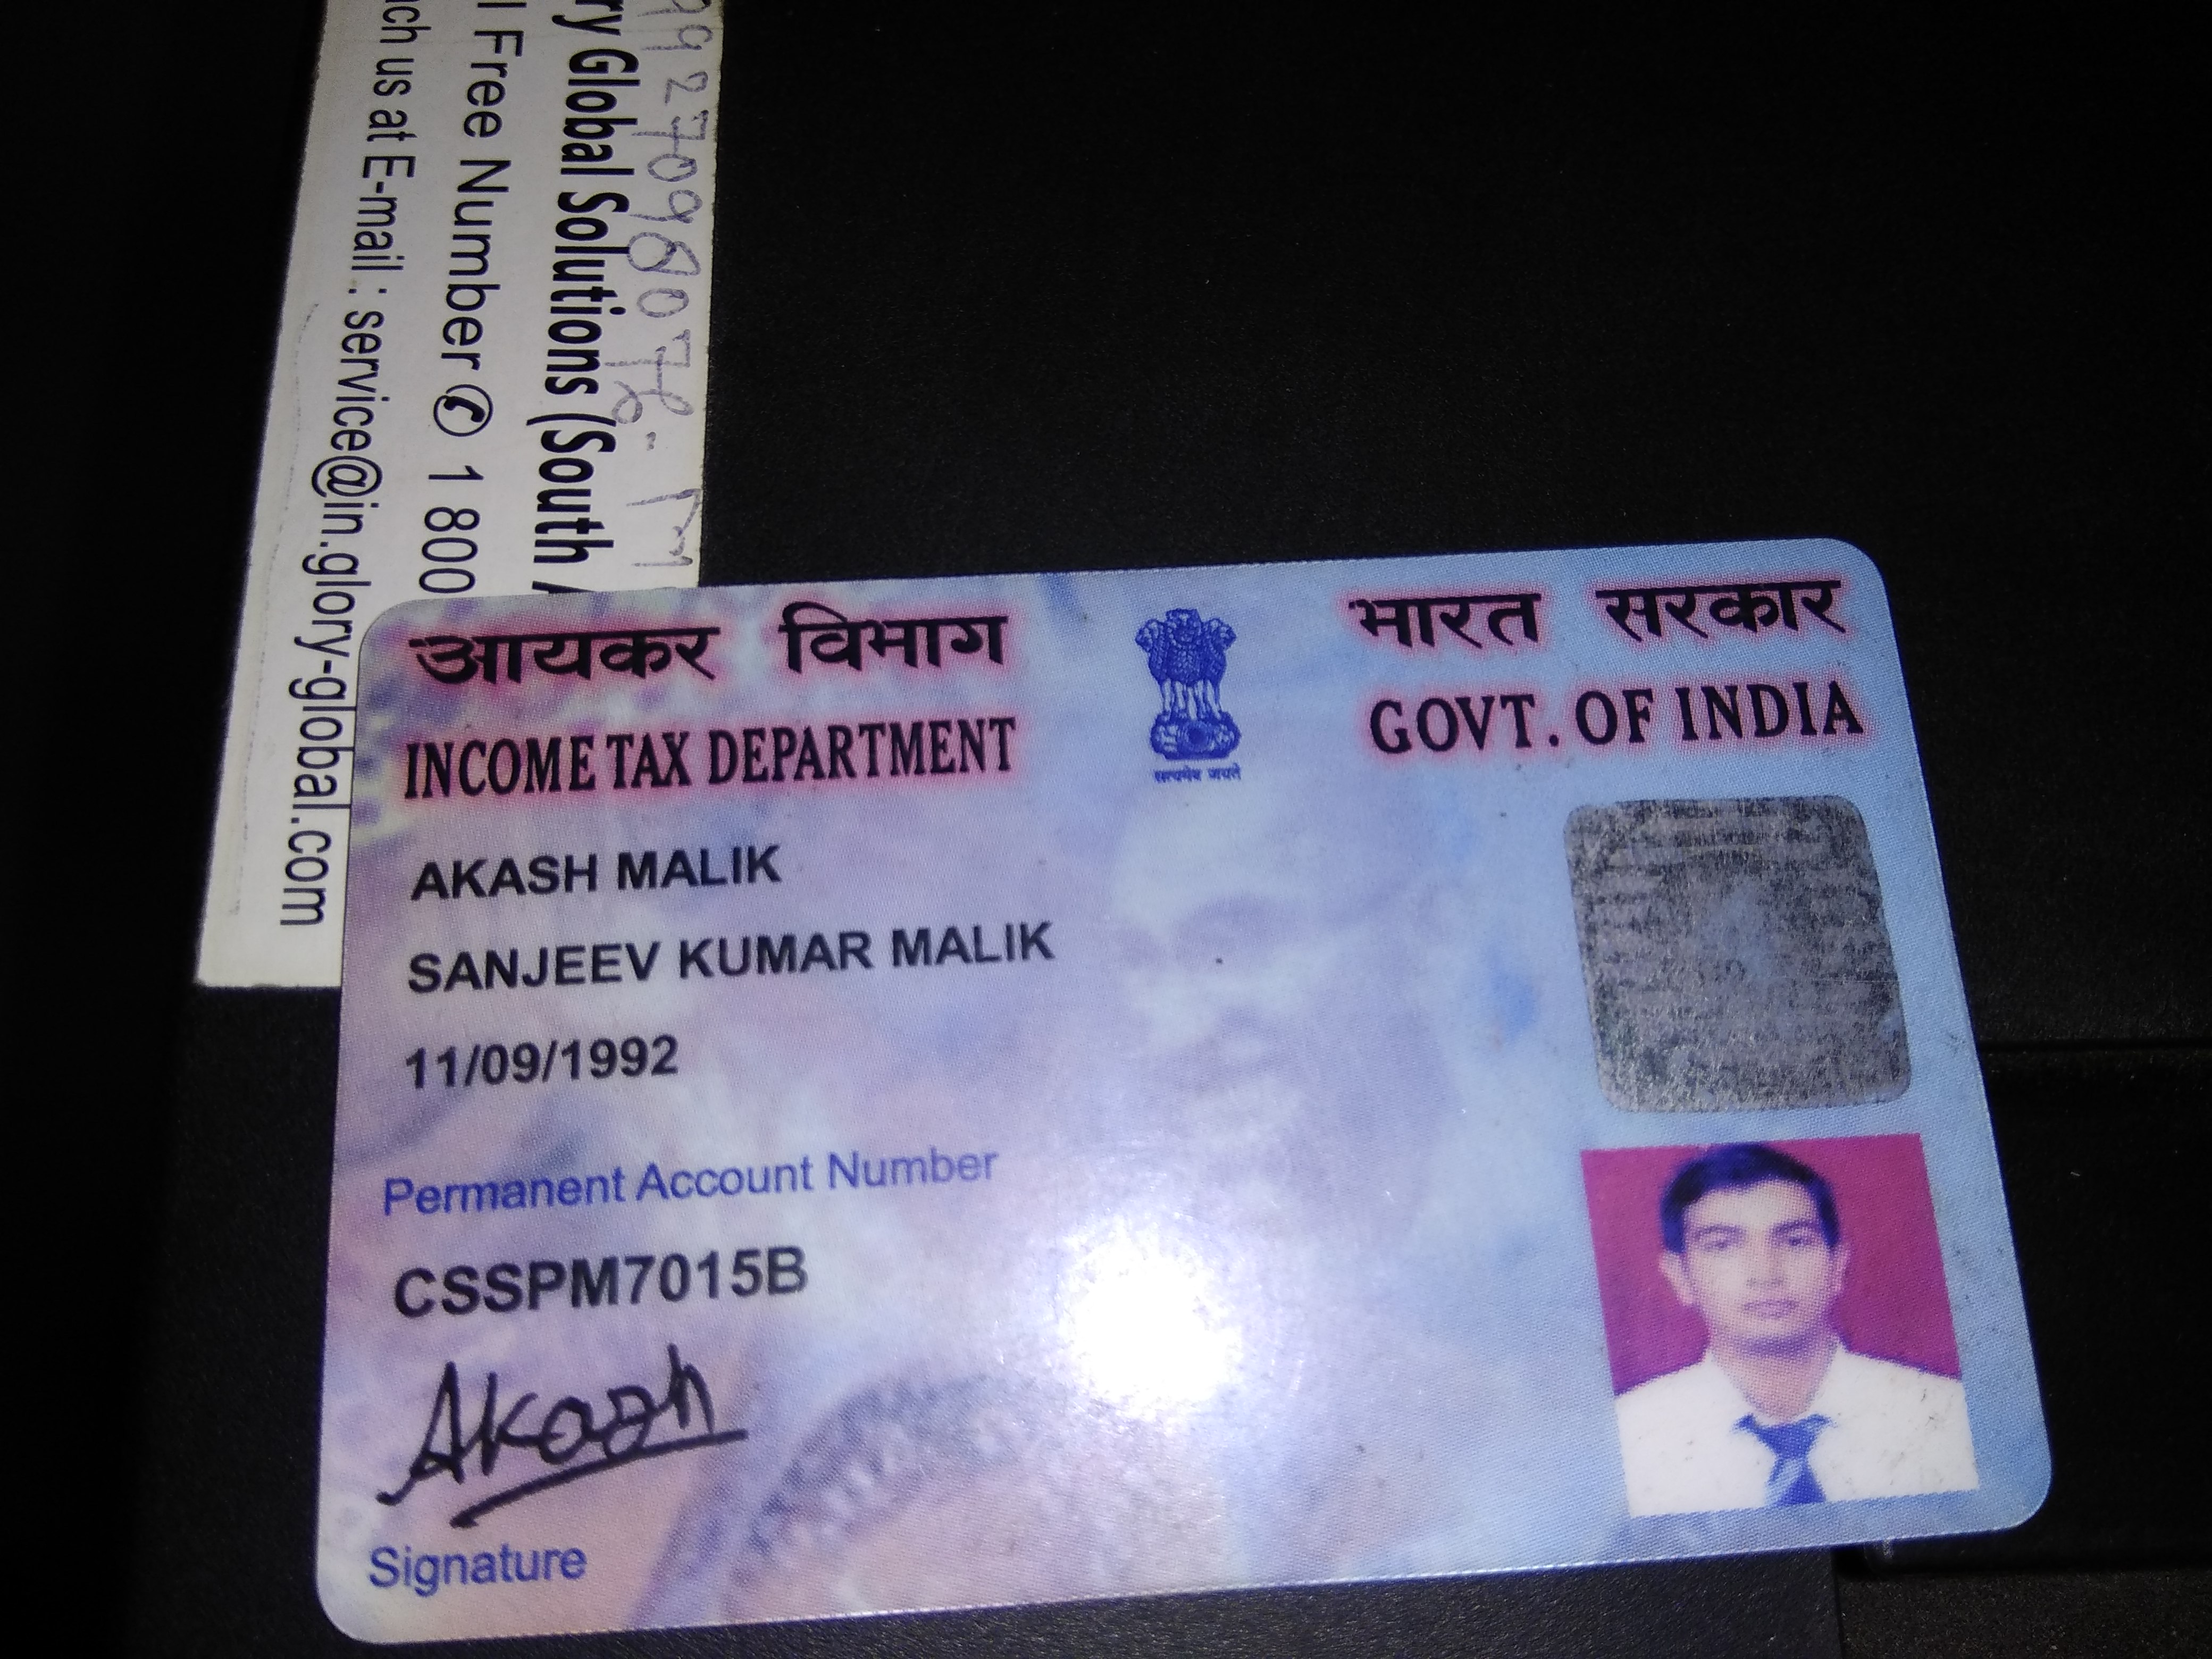 ry Global Solutions (South A
l Free Number ✆ 1 800
ch us at E-mail : service@in.glory-global.com
आयकर विभाग
INCOME TAX DEPARTMENT
सत्यमेव जयते
भारत सरकार
GOVT. OF INDIA
AKASH MALIK
SANJEEV KUMAR MALIK
11/09/1992
Permanent Account Number
CSSPM7015B
Akash
Signature